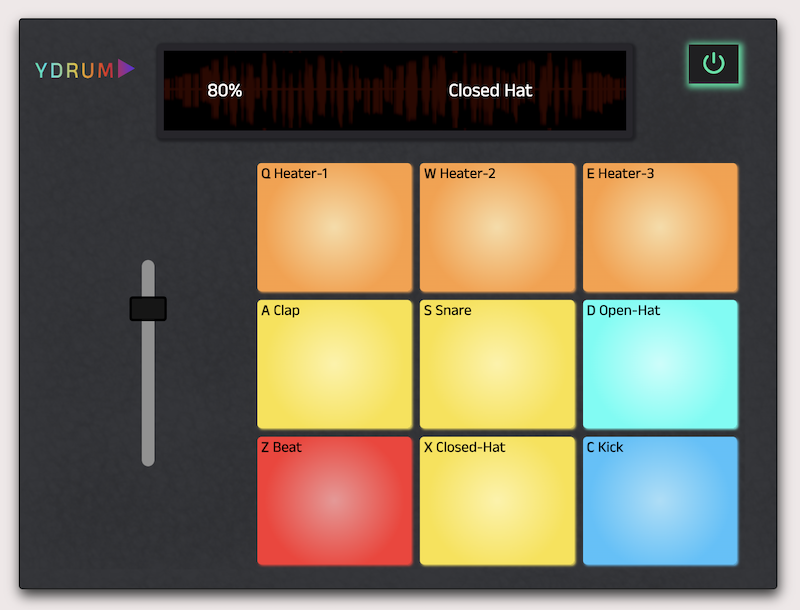 YDRUM
80%
Closed Hat
Q Heater-1
W Heater-2
E Heater-3
A Clap
S Snare
D Open-Hat
Z Beat
X Closed-Hat
C Kick